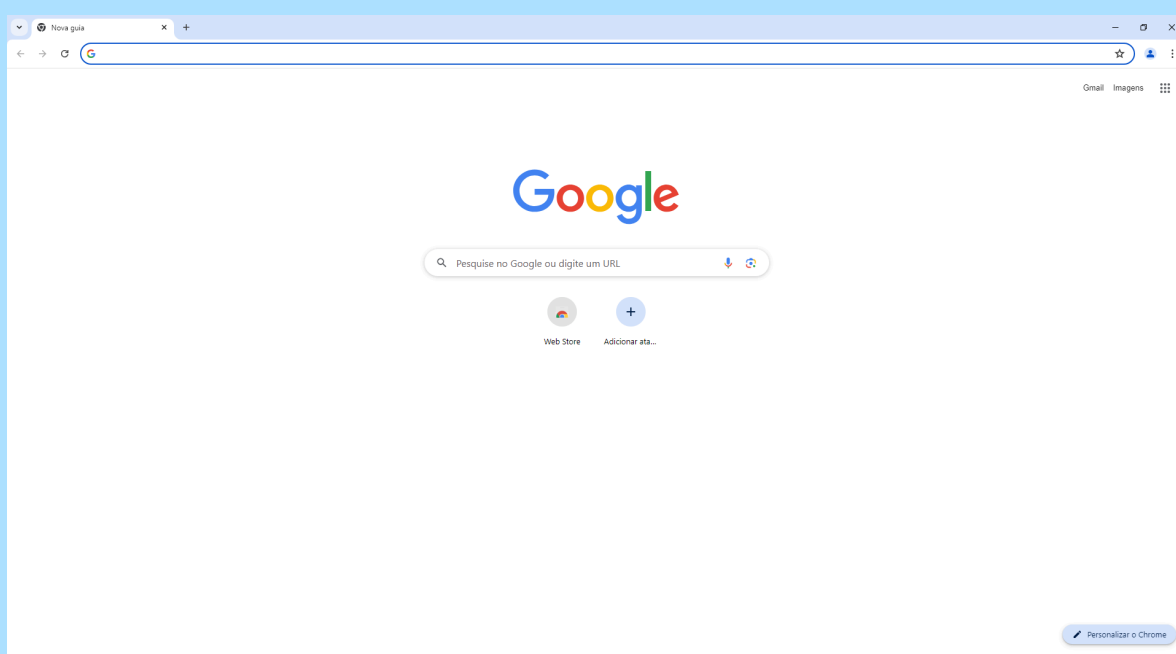 Nova guia
Gmail Imagens
Google
Pesquise no Google ou digite um URL
Web Store Adicionar ata...
Personalizar o Chrome